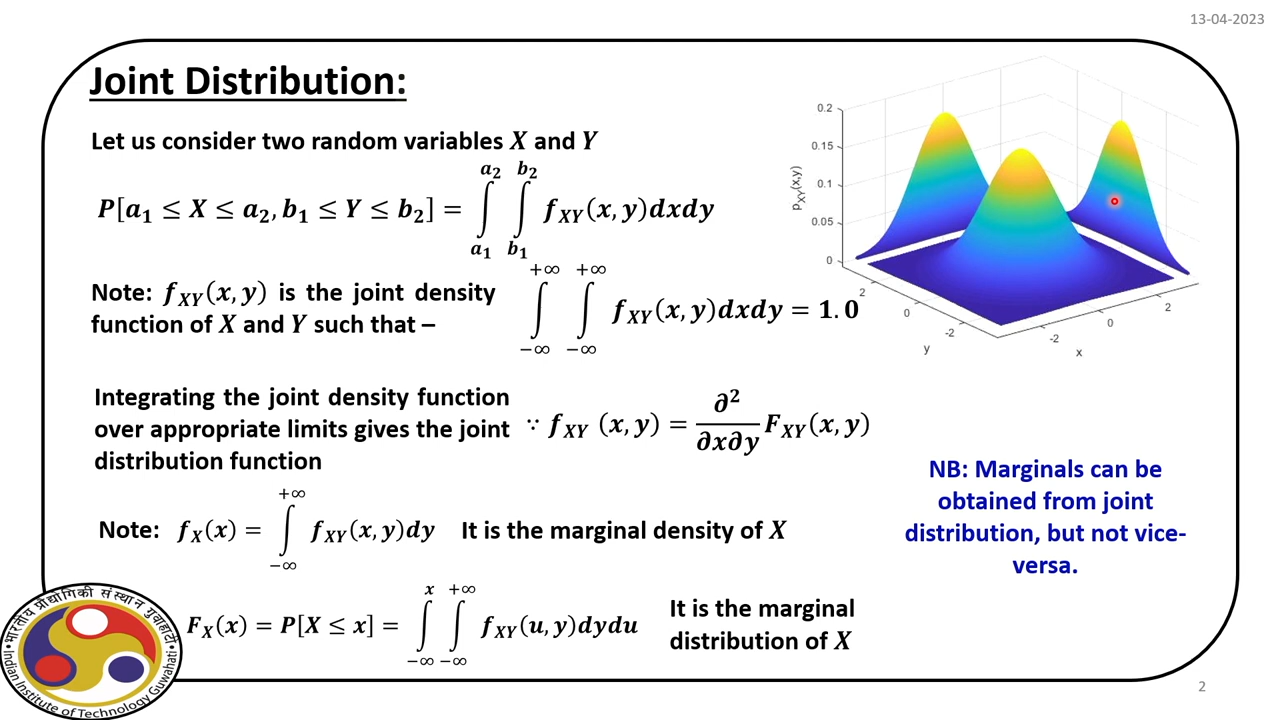 13-04-2023
Joint Distribution:
Let us consider two random variables X and Y
P[a₁ ≤ X ≤ a₂, b₁ ≤ Y ≤ b₂] = ∫_{a₁}^{a₂} ∫_{b₁}^{b₂} f_{XY}(x, y)dxdy
Note: f_{XY}(x, y) is the joint density
function of X and Y such that –
∫_{−∞}^{+∞} ∫_{−∞}^{+∞} f_{XY}(x, y)dxdy = 1.0
0.2
0.15
0.1
0.05
0
p_{XY}(x,y)
2
0
-2
y
-2
0
2
x
Integrating the joint density function
over appropriate limits gives the joint
distribution function
∵ f_{XY} (x, y) = ∂²/∂x∂y F_{XY}(x, y)
NB: Marginals can be
obtained from joint
distribution, but not vice-
versa.
Note: f_X(x) = ∫_{−∞}^{+∞} f_{XY}(x, y)dy It is the marginal density of X
F_X(x) = P[X ≤ x] = ∫_{−∞}^{x} ∫_{−∞}^{+∞} f_{XY}(u, y)dydu
It is the marginal
distribution of X
भारतीय प्रौद्योगिकी संस्थान गुवाहाटी
Indian Institute of Technology Guwahati
2